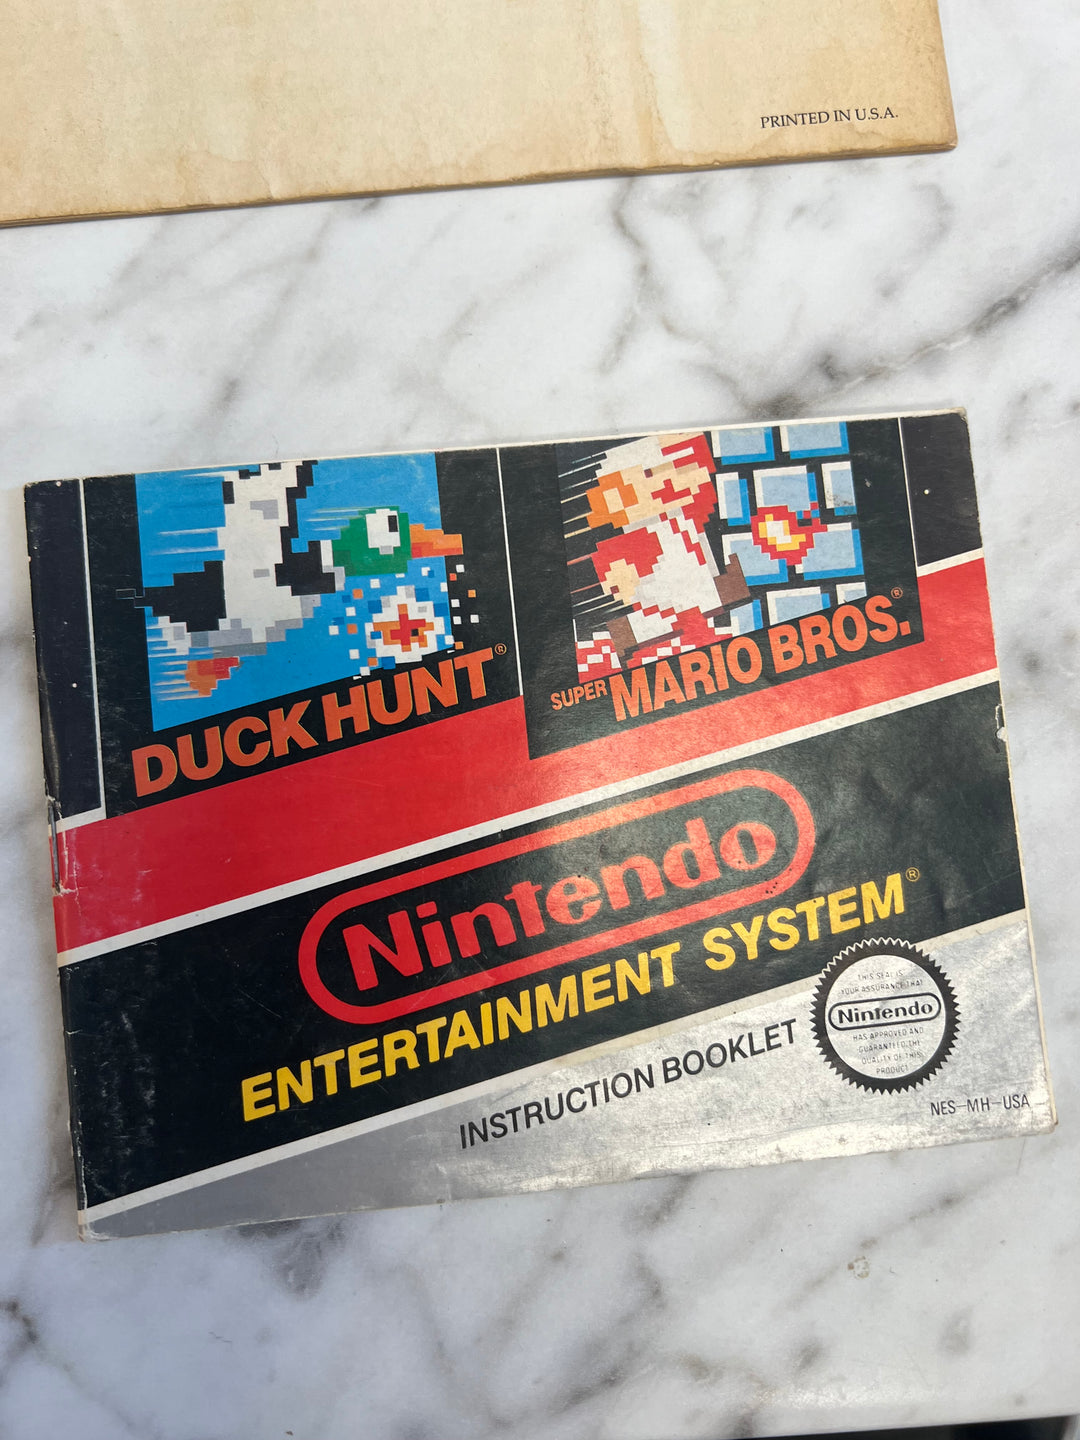 PRINTED IN U.S.A.
DUCK HUNT®
SUPER MARIO BROS.®
Nintendo
ENTERTAINMENT SYSTEM®
INSTRUCTION BOOKLET
THIS SEAL IS
YOUR ASSURANCE THAT
Nintendo
HAS APPROVED AND
GUARANTEED THE
QUALITY OF THIS
PRODUCT
NES-MH-USA